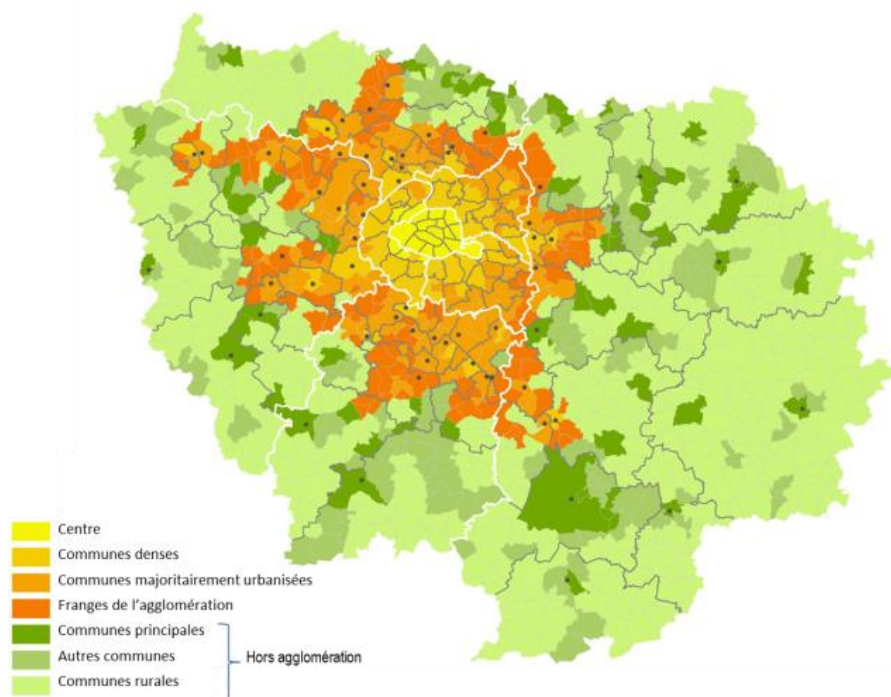 Centre
Communes denses
Communes majoritairement urbanisées
Franges de l'agglomération
Communes principales
Autres communes
Hors agglomération
Communes rurales